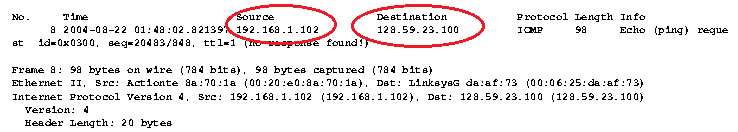 No. Time Source Destination Protocol Length Info
8 2004-08-22 01:48:02.821397 192.168.1.102 128.59.23.100 ICMP 98 Echo (ping) reque
st id=0x0300, seq=20483/848, ttl=1 (no response found!)
Frame 8: 98 bytes on wire (784 bits), 98 bytes captured (784 bits)
Ethernet II, Src: Actionte 8a:70:1a (00:20:e0:8a:70:1a), Dst: LinksysG da:af:73 (00:06:25:da:af:73)
Internet Protocol Version 4, Src: 192.168.1.102 (192.168.1.102), Dst: 128.59.23.100 (128.59.23.100)
Version: 4
Header Length: 20 bytes